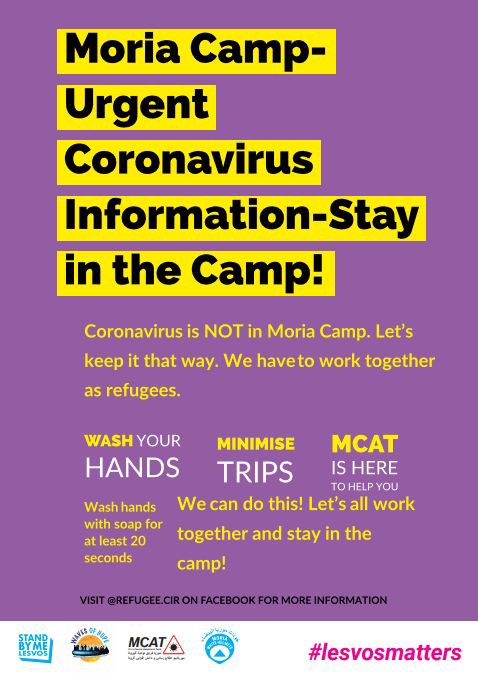 Moria Camp-
Urgent
Coronavirus
Information-Stay
in the Camp!
Coronavirus is NOT in Moria Camp. Let's
keep it that way. We have to work together
as refugees.
WASH YOUR
HANDS
Wash hands
with soap for
at least 20
seconds
MINIMISE
TRIPS
MCAT
IS HERE
TO HELP YOU
We can do this! Let's all work
together and stay in the
camp!
VISIT @REFUGEE.CIR ON FACEBOOK FOR MORE INFORMATION
STAND
BY ME
LESVOS
WAVES OF HOPE
MCAT
MORIA
WHITE HELMETS
#lesvosmatters